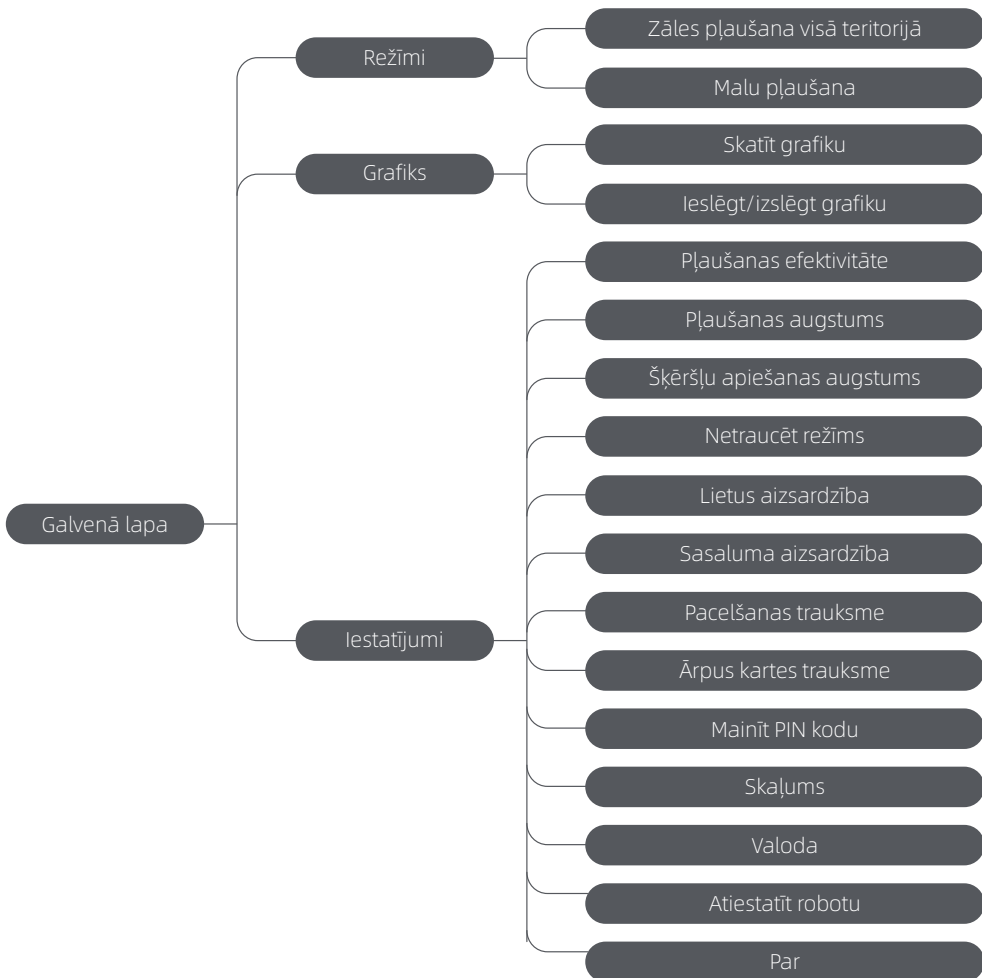 Galvenā lapa
Režīmi
Zāles pļaušana visā teritorijā
Malu pļaušana
Grafiks
Skatīt grafiku
Ieslēgt/izslēgt grafiku
Iestatījumi
Pļaušanas efektivitāte
Pļaušanas augstums
Šķēršļu apiešanas augstums
Netraucēt režīms
Lietus aizsardzība
Sasaluma aizsardzība
Pacelšanas trauksme
Ārpus kartes trauksme
Mainīt PIN kodu
Skaļums
Valoda
Atiestatīt robotu
Par